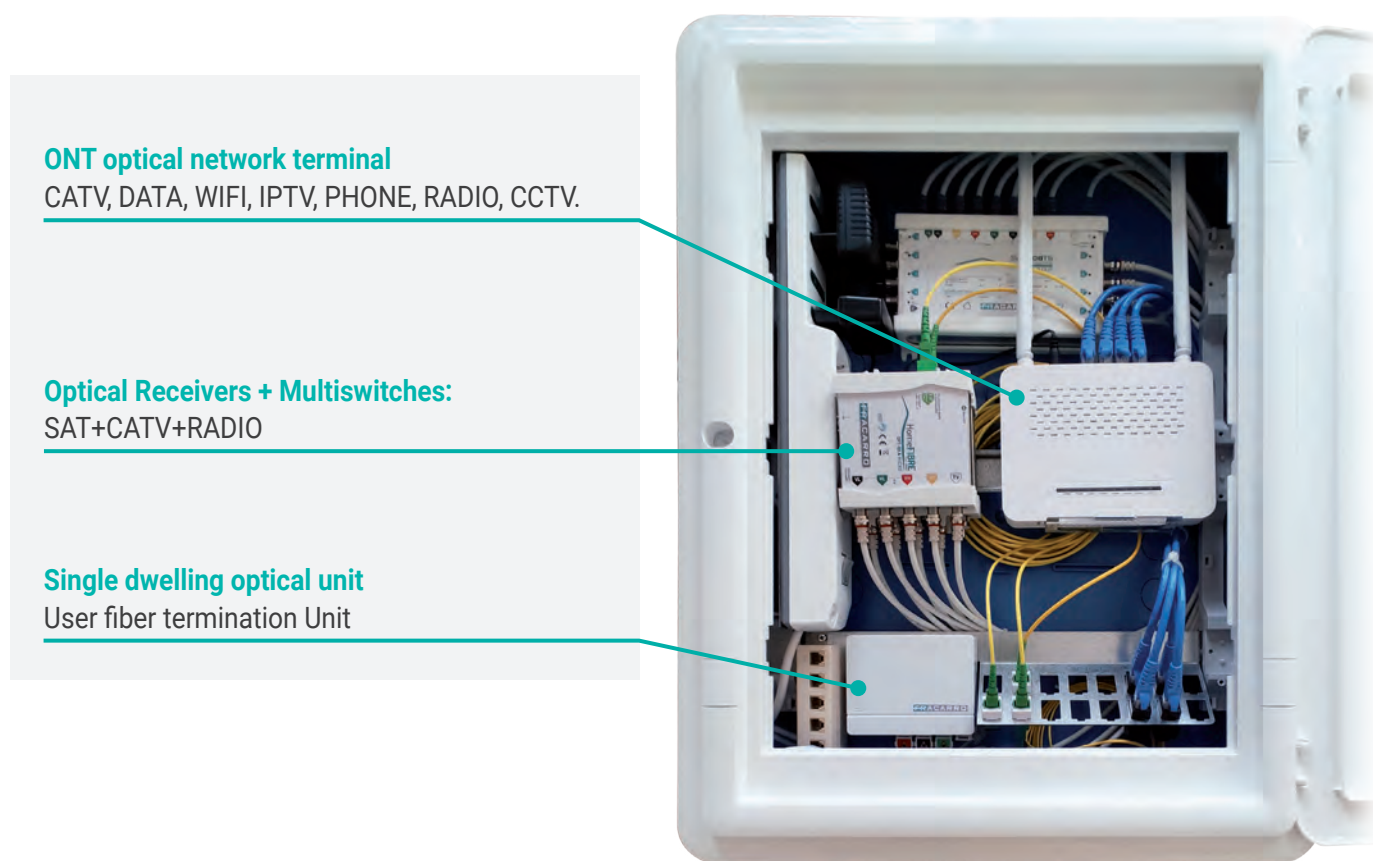 ONT optical network terminal
CATV, DATA, WIFI, IPTV, PHONE, RADIO, CCTV.
Optical Receivers + Multiswitches:
SAT+CATV+RADIO
Single dwelling optical unit
User fiber termination Unit
FRACARRO
FRACARRO
HomeFIBRE
FRACARRO